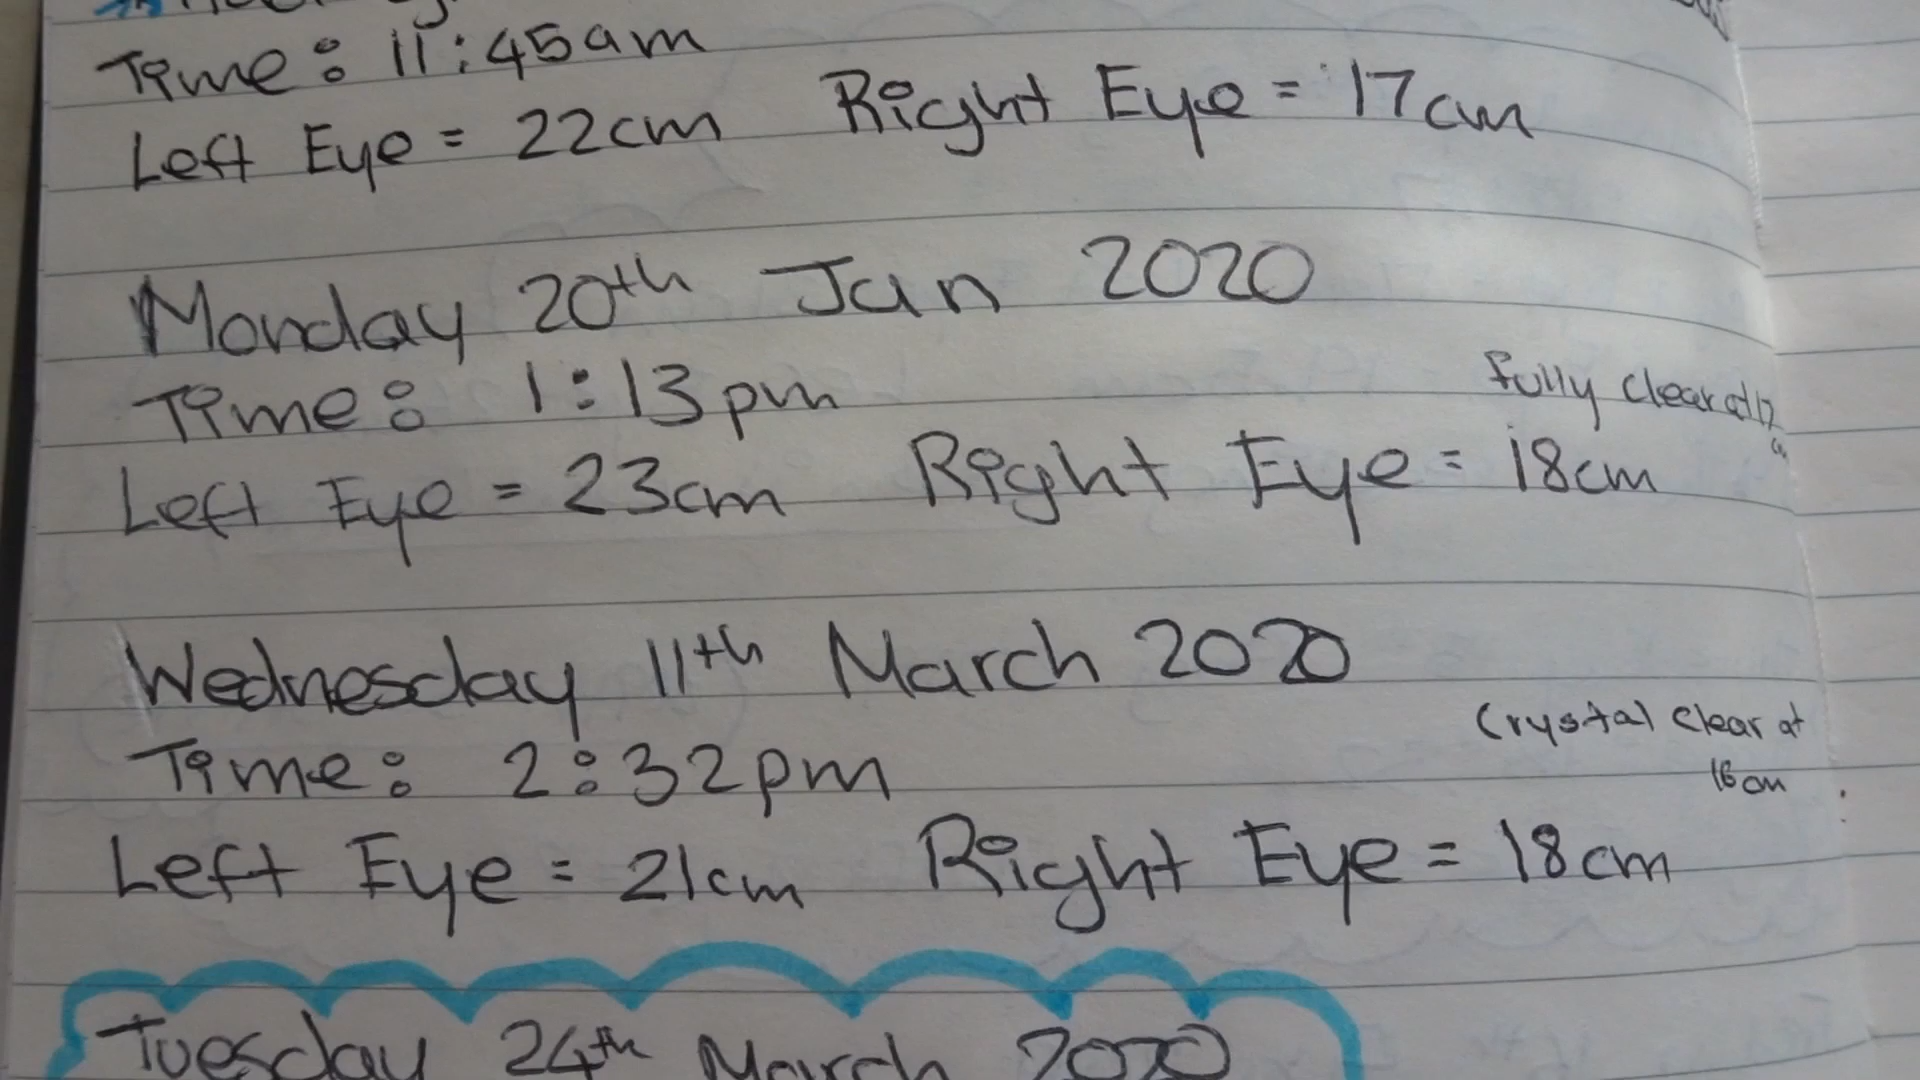 Time: 11:45am
Left Eye = 22cm Right Eye = 17cm
Monday 20th Jan 2020
Time: 1:13pm
fully clear at 17
Left Eye = 23cm Right Eye = 18cm
Wednesday 11th March 2020
Time: 2:32pm
Crystal clear at
16cm
Left Eye = 21cm Right Eye = 18cm
Tuesday 24th March 2020